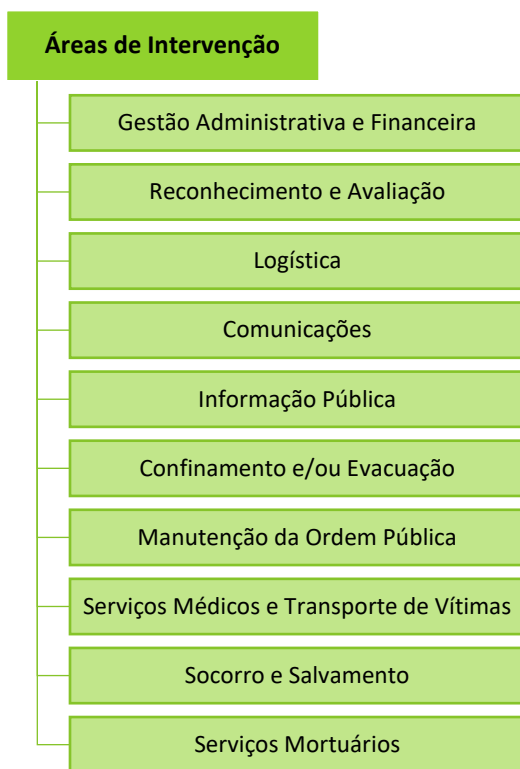 Áreas de Intervenção
Gestão Administrativa e Financeira
Reconhecimento e Avaliação
Logística
Comunicações
Informação Pública
Confinamento e/ou Evacuação
Manutenção da Ordem Pública
Serviços Médicos e Transporte de Vítimas
Socorro e Salvamento
Serviços Mortuários